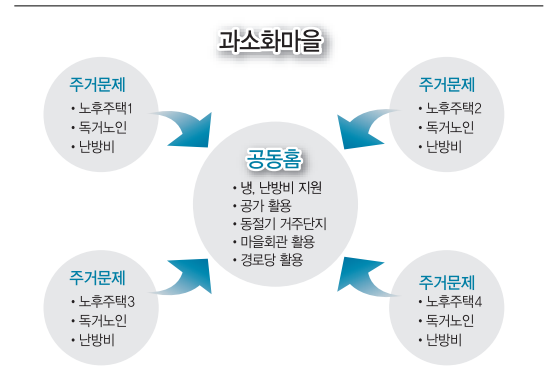 과소화마을
주거문제
• 노후주택1
• 독거노인
• 난방비
주거문제
• 노후주택2
• 독거노인
• 난방비
공동홈
• 냉, 난방비 지원
• 공가 활용
• 동절기 거주단지
• 마을회관 활용
• 경로당 활용
주거문제
• 노후주택3
• 독거노인
• 난방비
주거문제
• 노후주택4
• 독거노인
• 난방비